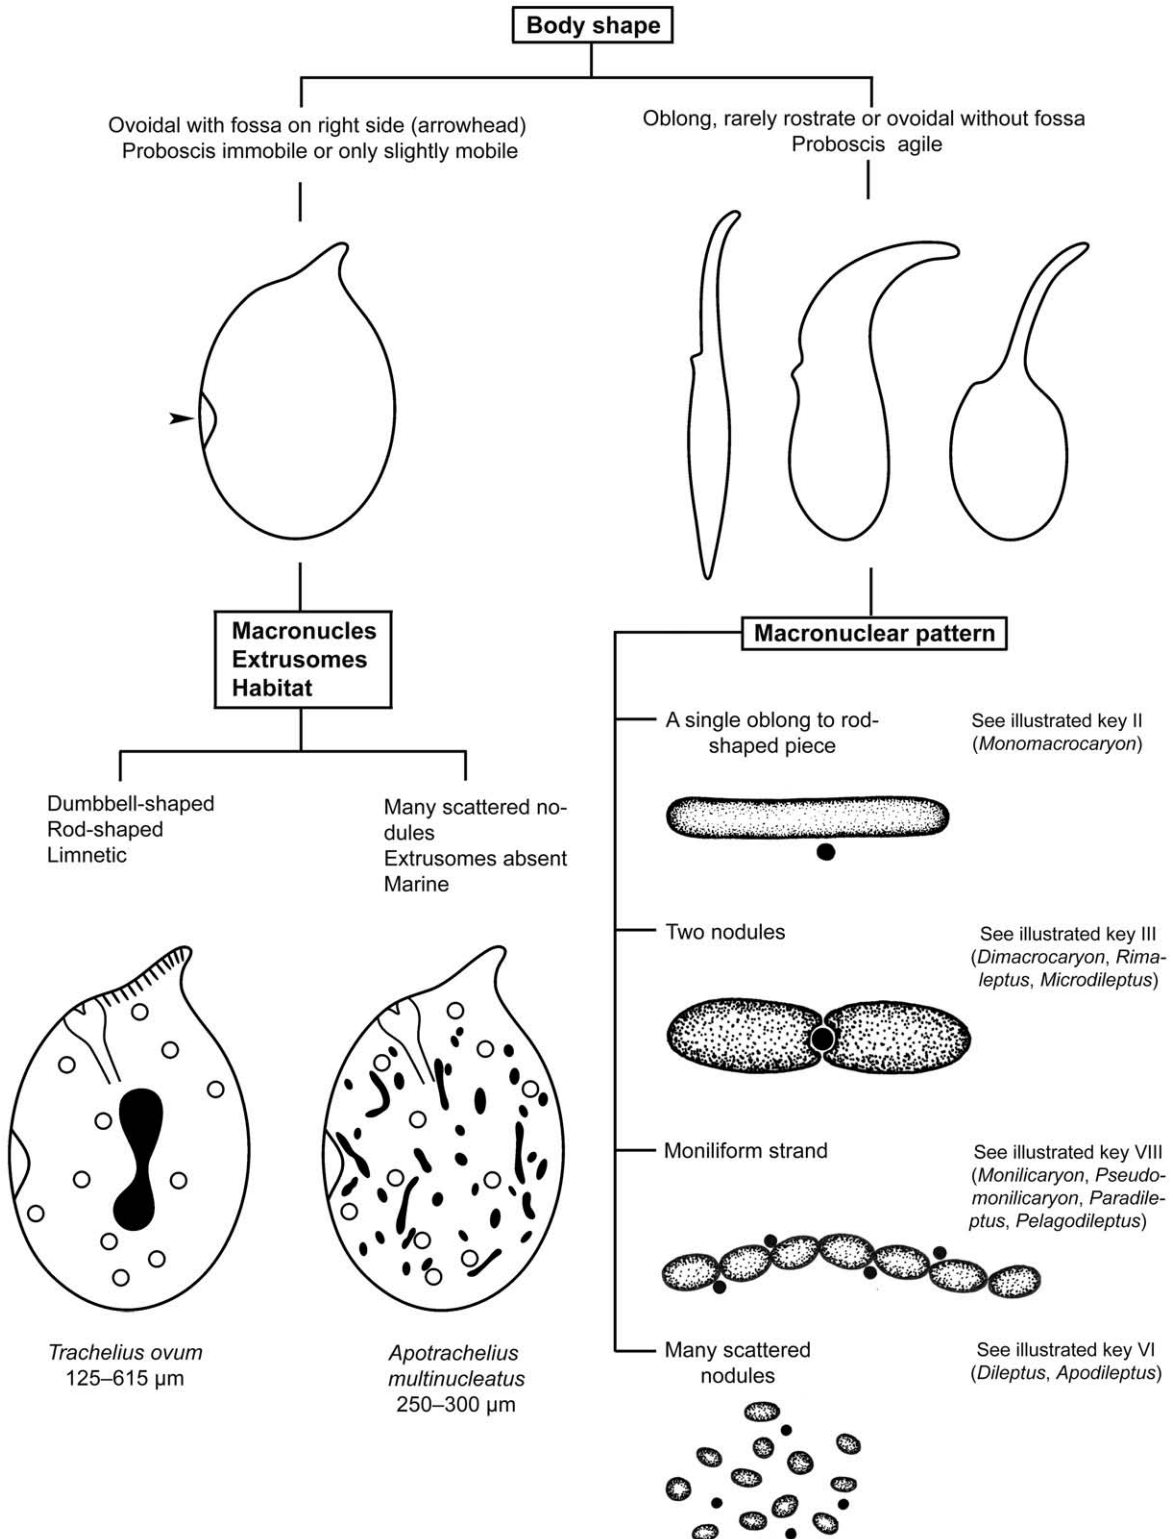 Body shape
Ovoidal with fossa on right side (arrowhead)
Proboscis immobile or only slightly mobile
Oblong, rarely rostrate or ovoidal without fossa
Proboscis agile
Macronucles
Extrusomes
Habitat
Dumbbell-shaped
Rod-shaped
Limnetic
Many scattered no-
dules
Extrusomes absent
Marine
Trachelius ovum
125–615 µm
Apotrachelius
multinucleatus
250–300 µm
Macronuclear pattern
A single oblong to rod-
shaped piece
See illustrated key II
(Monomacrocaryon)
Two nodules
See illustrated key III
(Dimacrocaryon, Rima-
leptus, Microdileptus)
Moniliform strand
See illustrated key VIII
(Monilicaryon, Pseudo-
monilicaryon, Paradile-
ptus, Pelagodileptus)
Many scattered
nodules
See illustrated key VI
(Dileptus, Apodileptus)